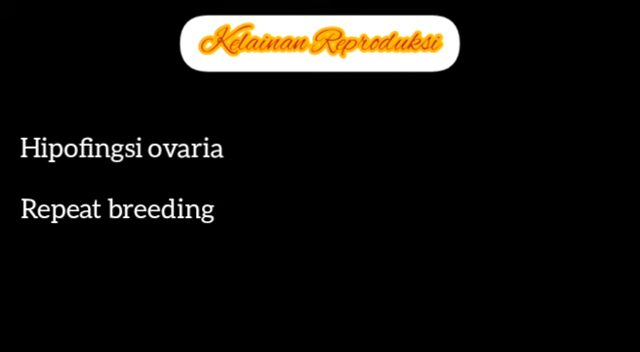 Kelainan Reproduksi
Hipofingsi ovaria
Repeat breeding